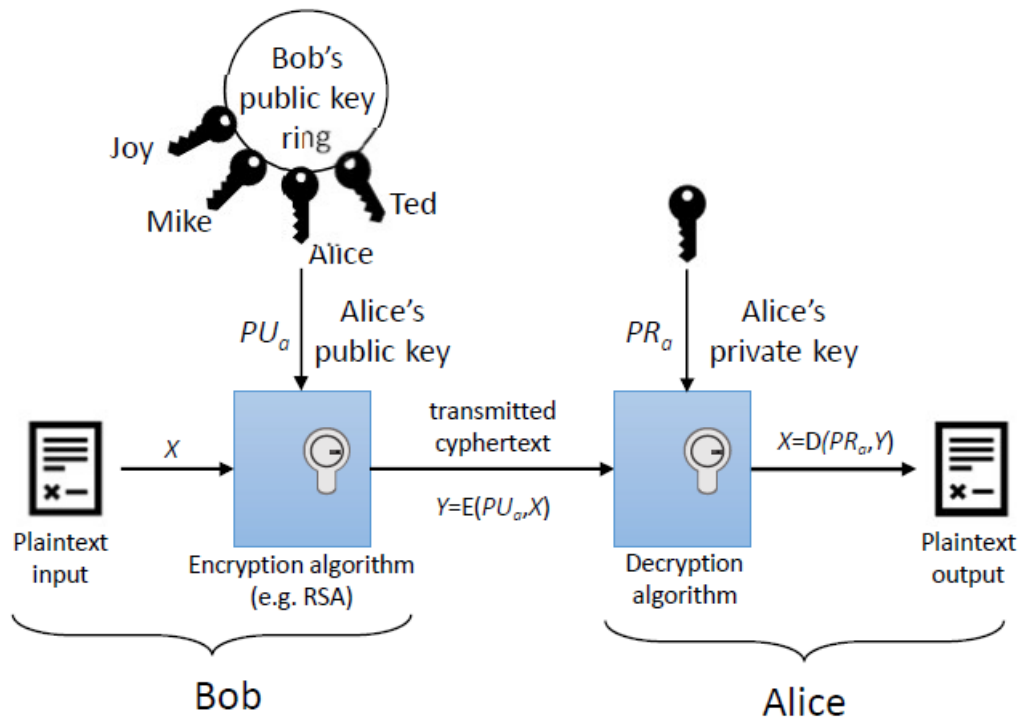 Bob's
public key
ring
Joy
Mike
Alice
Ted
PUₐ
Alice's
public key
PRₐ
Alice's
private key
X
transmitted
cyphertext
Y=E(PUₐ,X)
X=D(PRₐ,Y)
Plaintext
input
Encryption algorithm
(e.g. RSA)
Decryption
algorithm
Plaintext
output
Bob
Alice